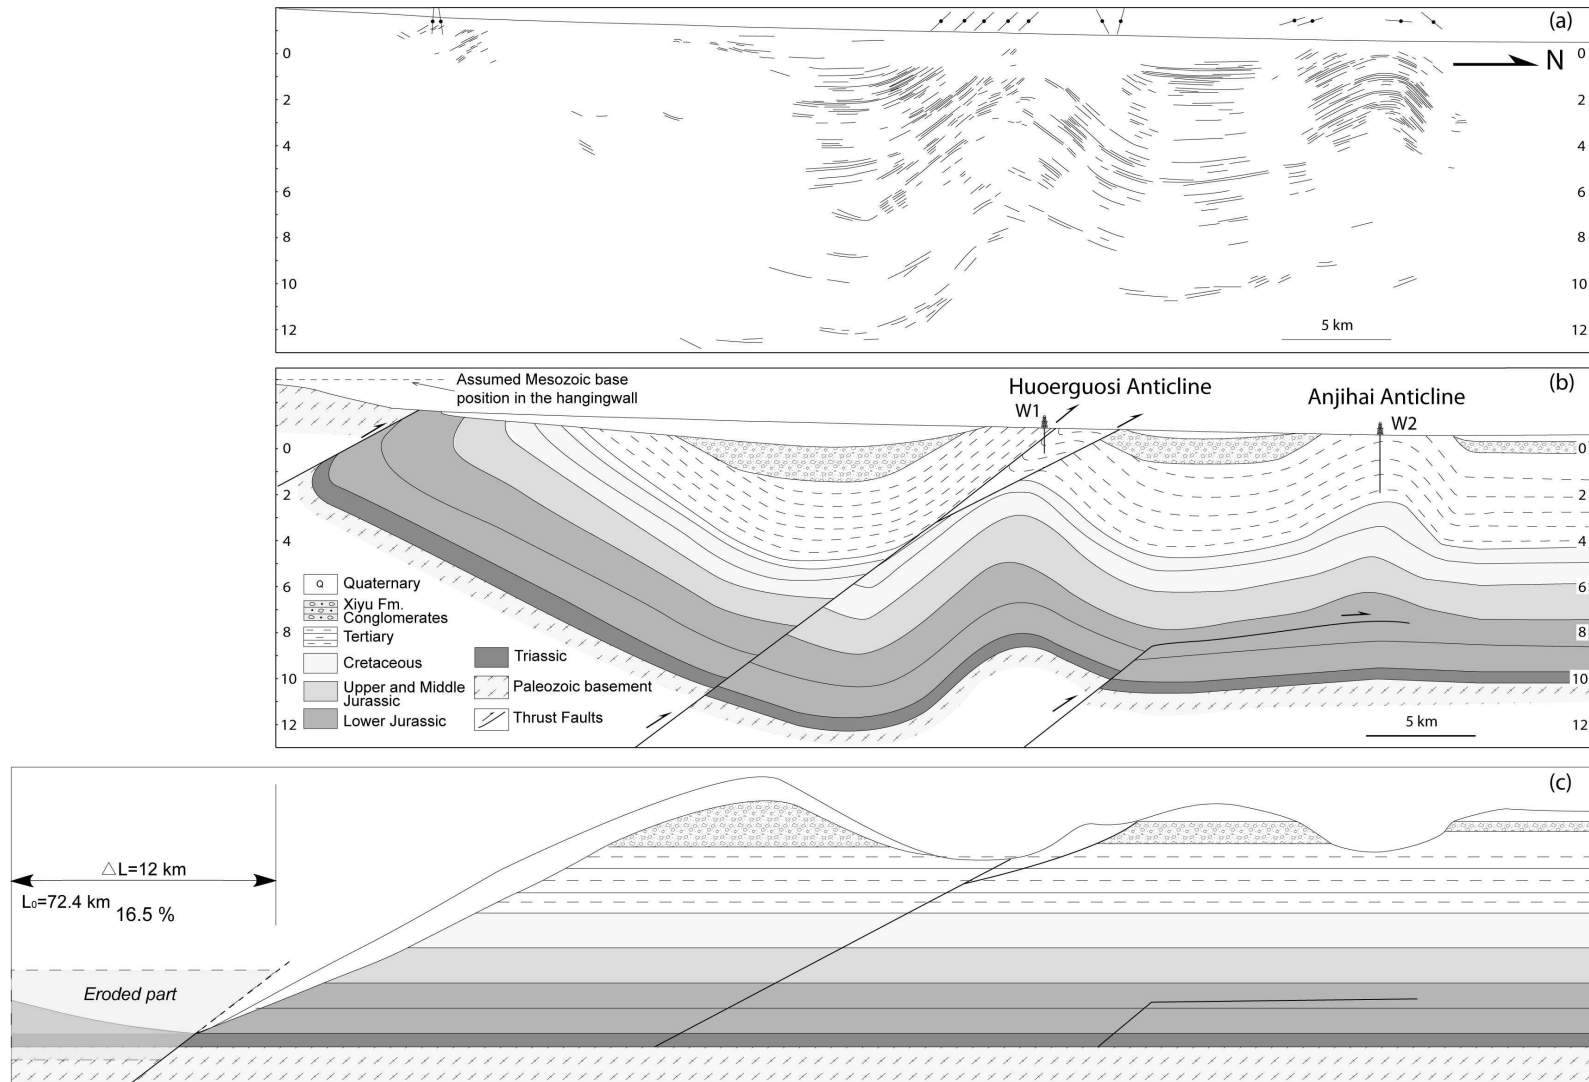 (a)
0
0
N
2
2
4
4
6
6
8
8
10
10
5 km
12
12
(b)
Assumed Mesozoic base
position in the hangingwall
Huoerguosi Anticline
Anjihai Anticline
W1
W2
0
0
2
2
4
4
6
6
8
8
10
10
12
12
Q Quaternary
Xiyu Fm.
Conglomerates
Tertiary
Cretaceous
Upper and Middle
Jurassic
Lower Jurassic
Triassic
Paleozoic basement
Thrust Faults
5 km
(c)
△L=12 km
L₀=72.4 km
16.5 %
Eroded part